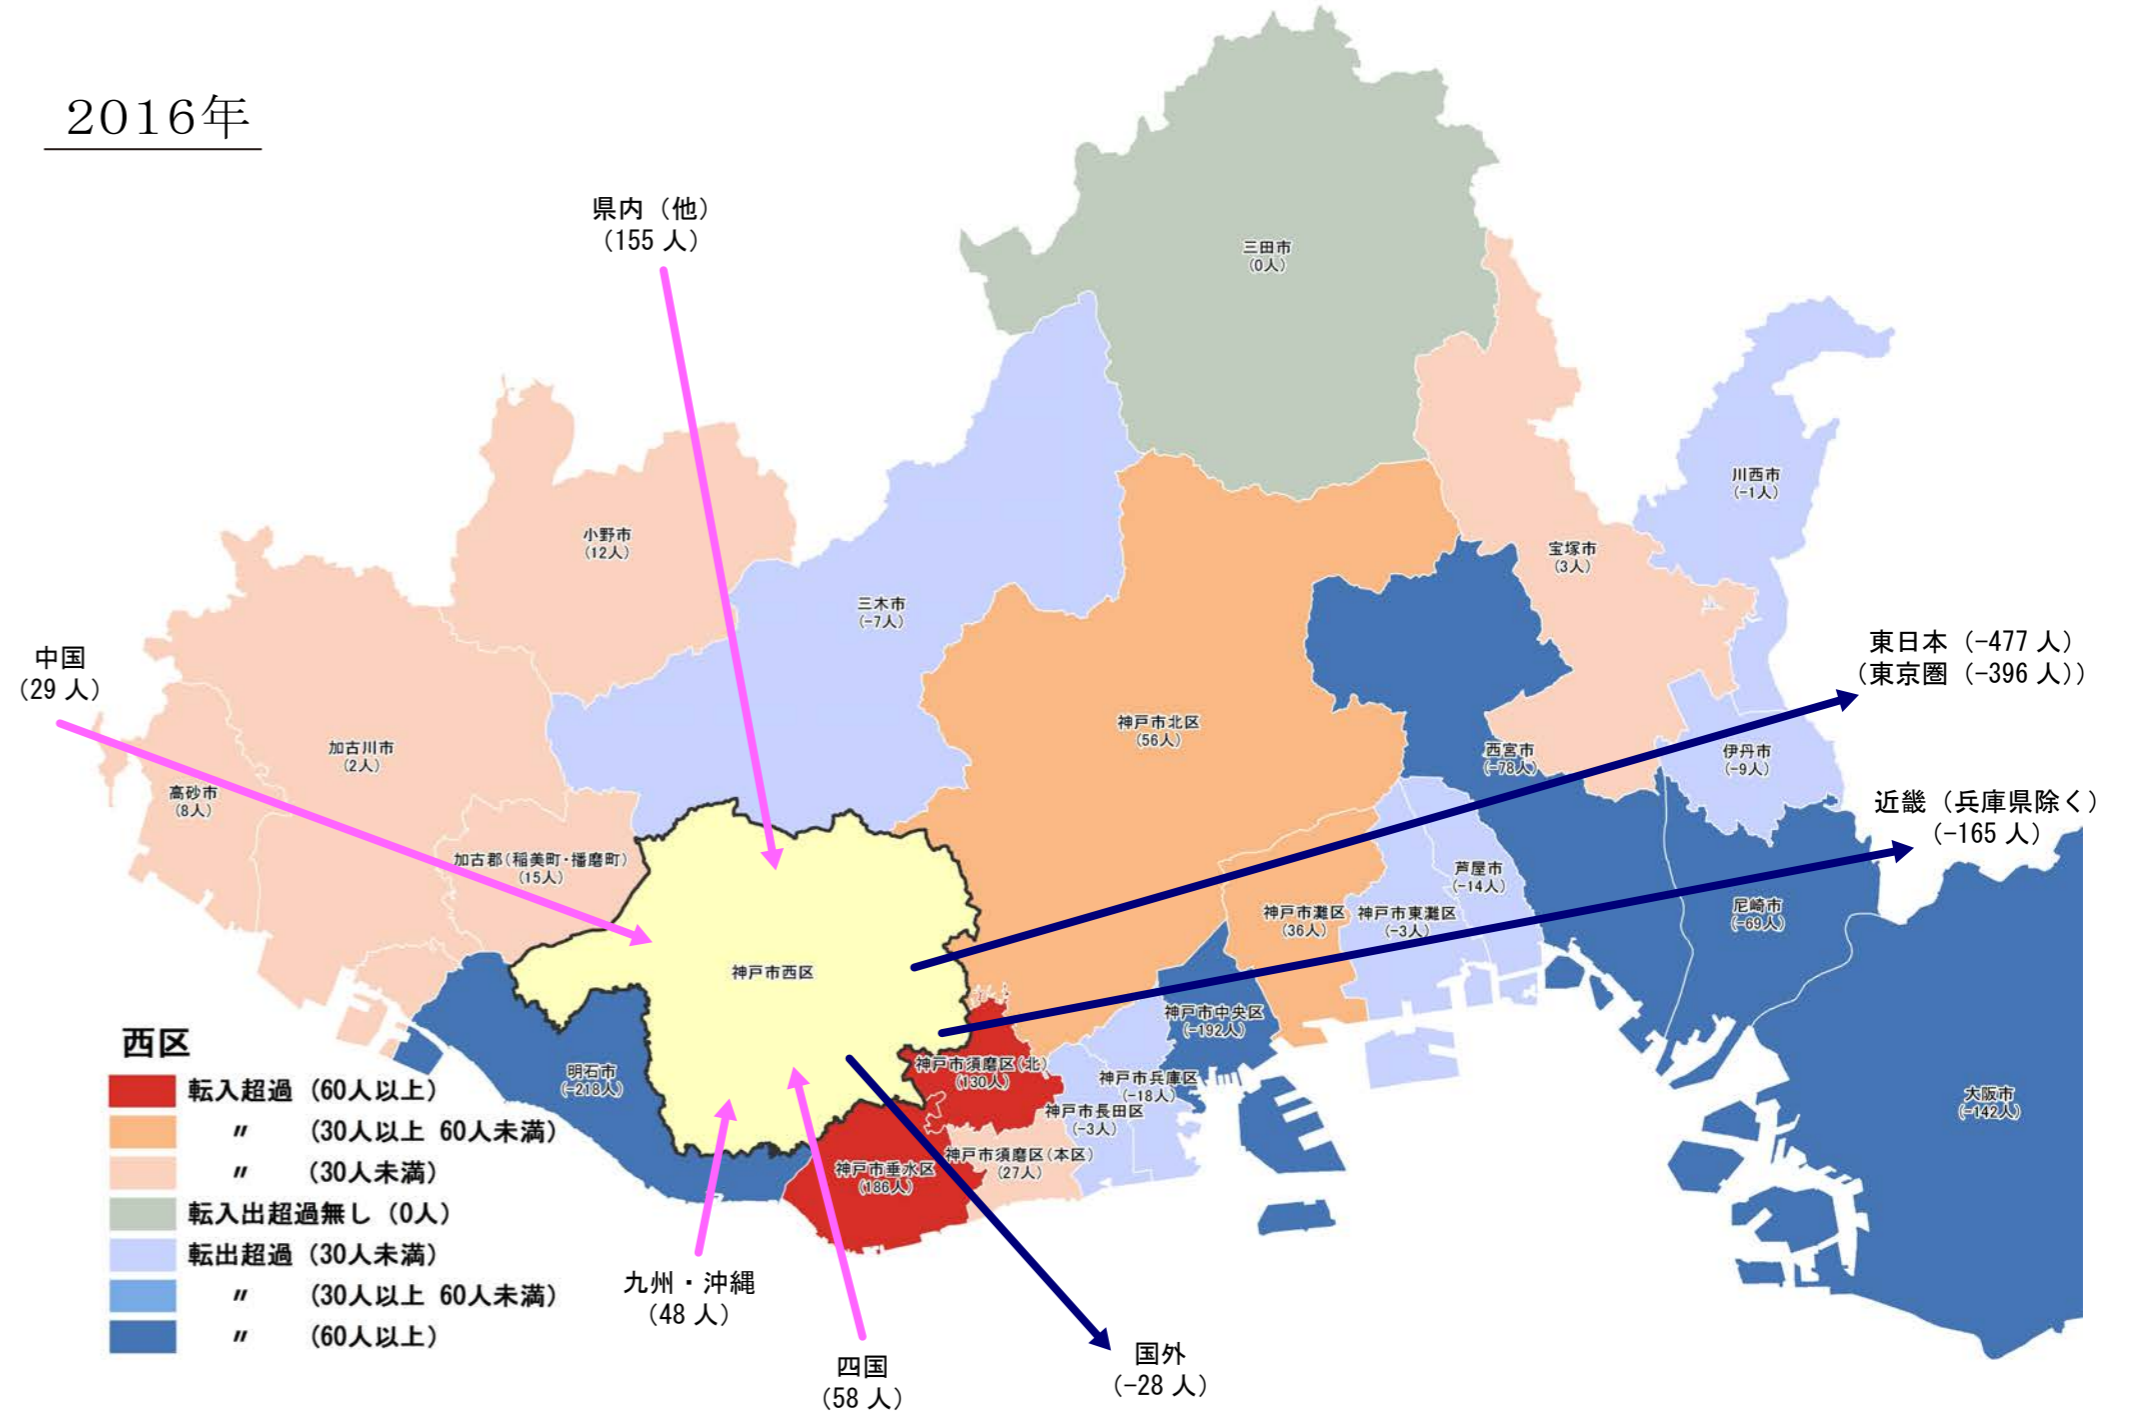 2016年
県内（他）
（155 人）
三田市
(0人)
川西市
(-1人)
小野市
(12人)
宝塚市
(3人)
三木市
(-7人)
中国
（29 人）
東日本（-477 人）
（東京圏（-396 人））
神戸市北区
(56人)
加古川市
(2人)
西宮市
(-78人)
伊丹市
(-9人)
高砂市
(8人)
近畿（兵庫県除く）
（-165 人）
加古郡(稲美町・播磨町)
(15人)
芦屋市
(-14人)
神戸市灘区
(36人)
神戸市東灘区
(-3人)
尼崎市
(-69人)
神戸市西区
神戸市中央区
(-192人)
明石市
(-218人)
神戸市須磨区(北)
(130人)
神戸市兵庫区
(-18人)
神戸市長田区
(-3人)
大阪市
(-142人)
神戸市垂水区
(186人)
神戸市須磨区(本区)
(27人)
西区
転入超過（60人以上）
〃 （30人以上 60人未満）
〃 （30人未満）
転入出超過無し（0人）
転出超過（30人未満）
〃 （30人以上 60人未満）
〃 （60人以上）
九州・沖縄
（48 人）
四国
（58 人）
国外
（-28 人）